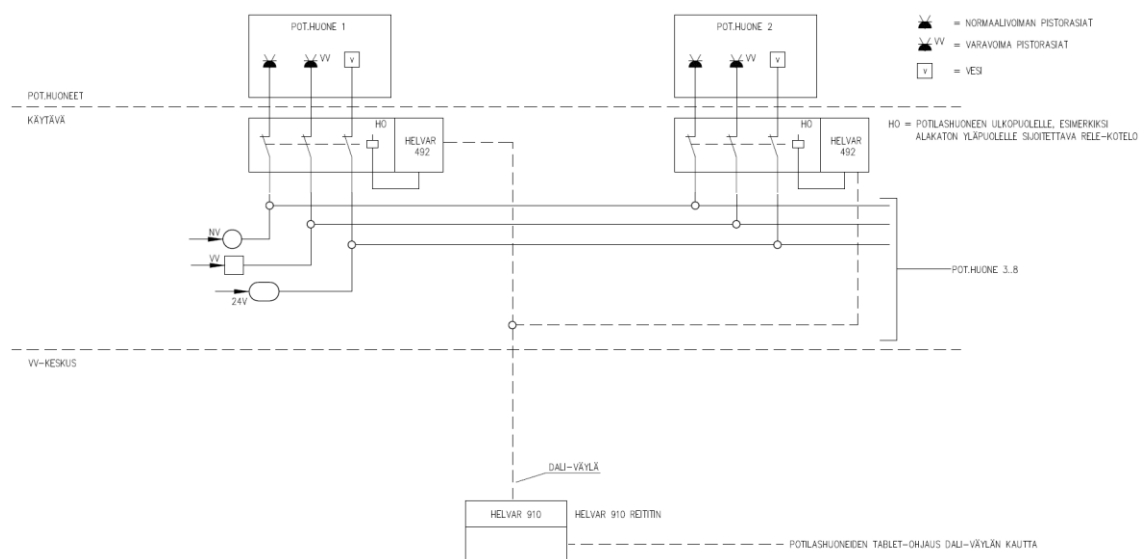 POT.HUONE 1
POT.HUONE 2
= NORMAALIVOIMAN PISTORASIAT
VV
VV
VV = VARAVOIMA PISTORASIAT
V
V
V = VESI
POT.HUONEET
KÄYTÄVÄ
HO
HELVAR
492
HO
HELVAR
492
HO = POTILASHUONEEN ULKOPUOLELLE, ESIMERKIKSI
ALAKATON YLÄPUOLELLE SIJOITETTAVA RELE-KOTELO
NV
VV
24V
POT.HUONE 3..8
VV-KESKUS
DALI-VÄYLÄ
HELVAR 910
HELVAR 910 REITITIN
POTILASHUONEIDEN TABLET-OHJAUS DALI-VÄYLÄN KAUTTA